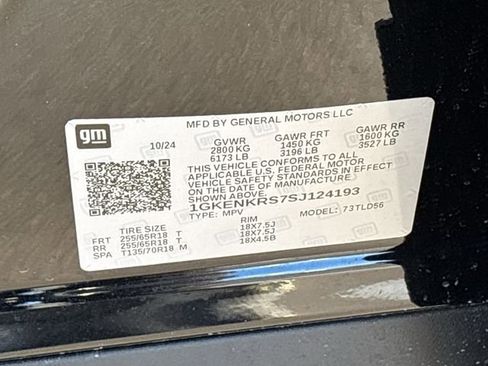 gm
MFD BY GENERAL MOTORS LLC
10/24
GVWR GAWR FRT GAWR RR
2800 KG 1450 KG 1600 KG
6173 LB 3196 LB 3527 LB
THIS VEHICLE CONFORMS TO ALL
APPLICABLE U.S. FEDERAL MOTOR
VEHICLE SAFETY AND THEFT
PREVENTION STANDARDS IN EFFECT
ON THE DATE OF MANUFACTURE
SHOWN ABOVE.
1GKENKRS7SJ124193
TYPE: MPV MODEL: 73TLD56
TIRE SIZE RIM
FRT 255/65R18 T 18X7.5J
RR 255/65R18 T 18X7.5J
SPA T135/70R18 M 18X4.5B